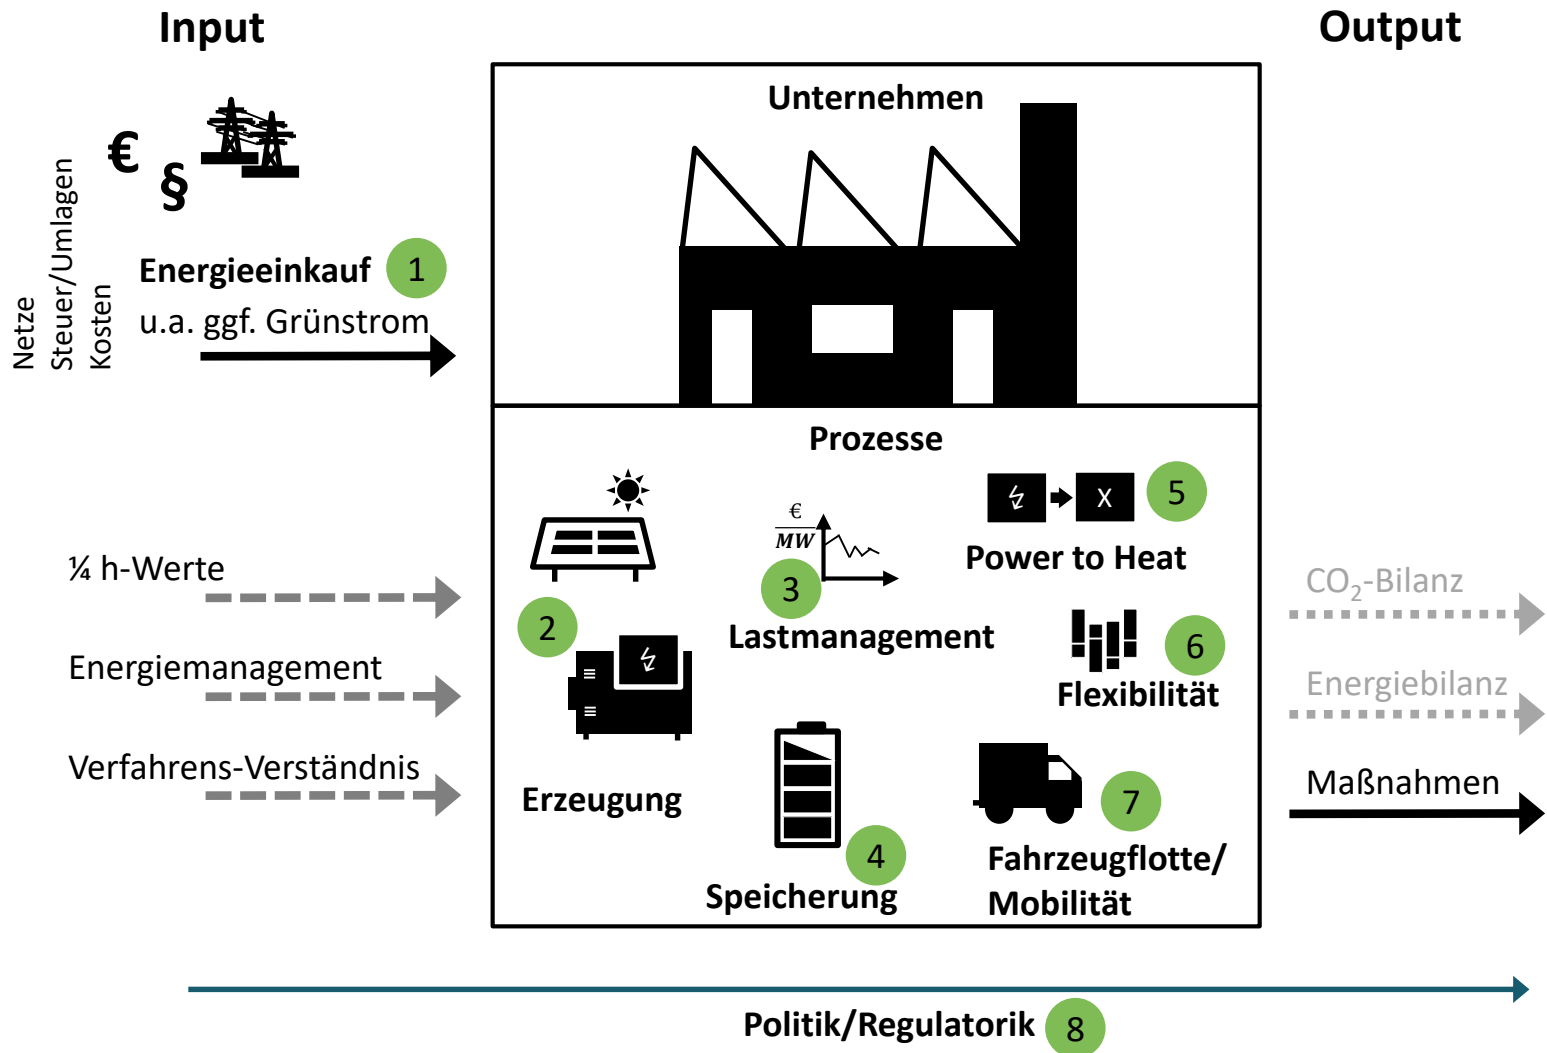 Input
Output
€
§
Netze
Steuer/Umlagen
Kosten
Energieeinkauf 1
u.a. ggf. Grünstrom
Unternehmen
Prozesse
¼ h-Werte
Energiemanagement
Verfahrens-Verständnis
2
Erzeugung
€
MW
3
Lastmanagement
4
Speicherung
X
5
Power to Heat
6
Flexibilität
7
Fahrzeugflotte/
Mobilität
CO₂-Bilanz
Energiebilanz
Maßnahmen
Politik/Regulatorik 8